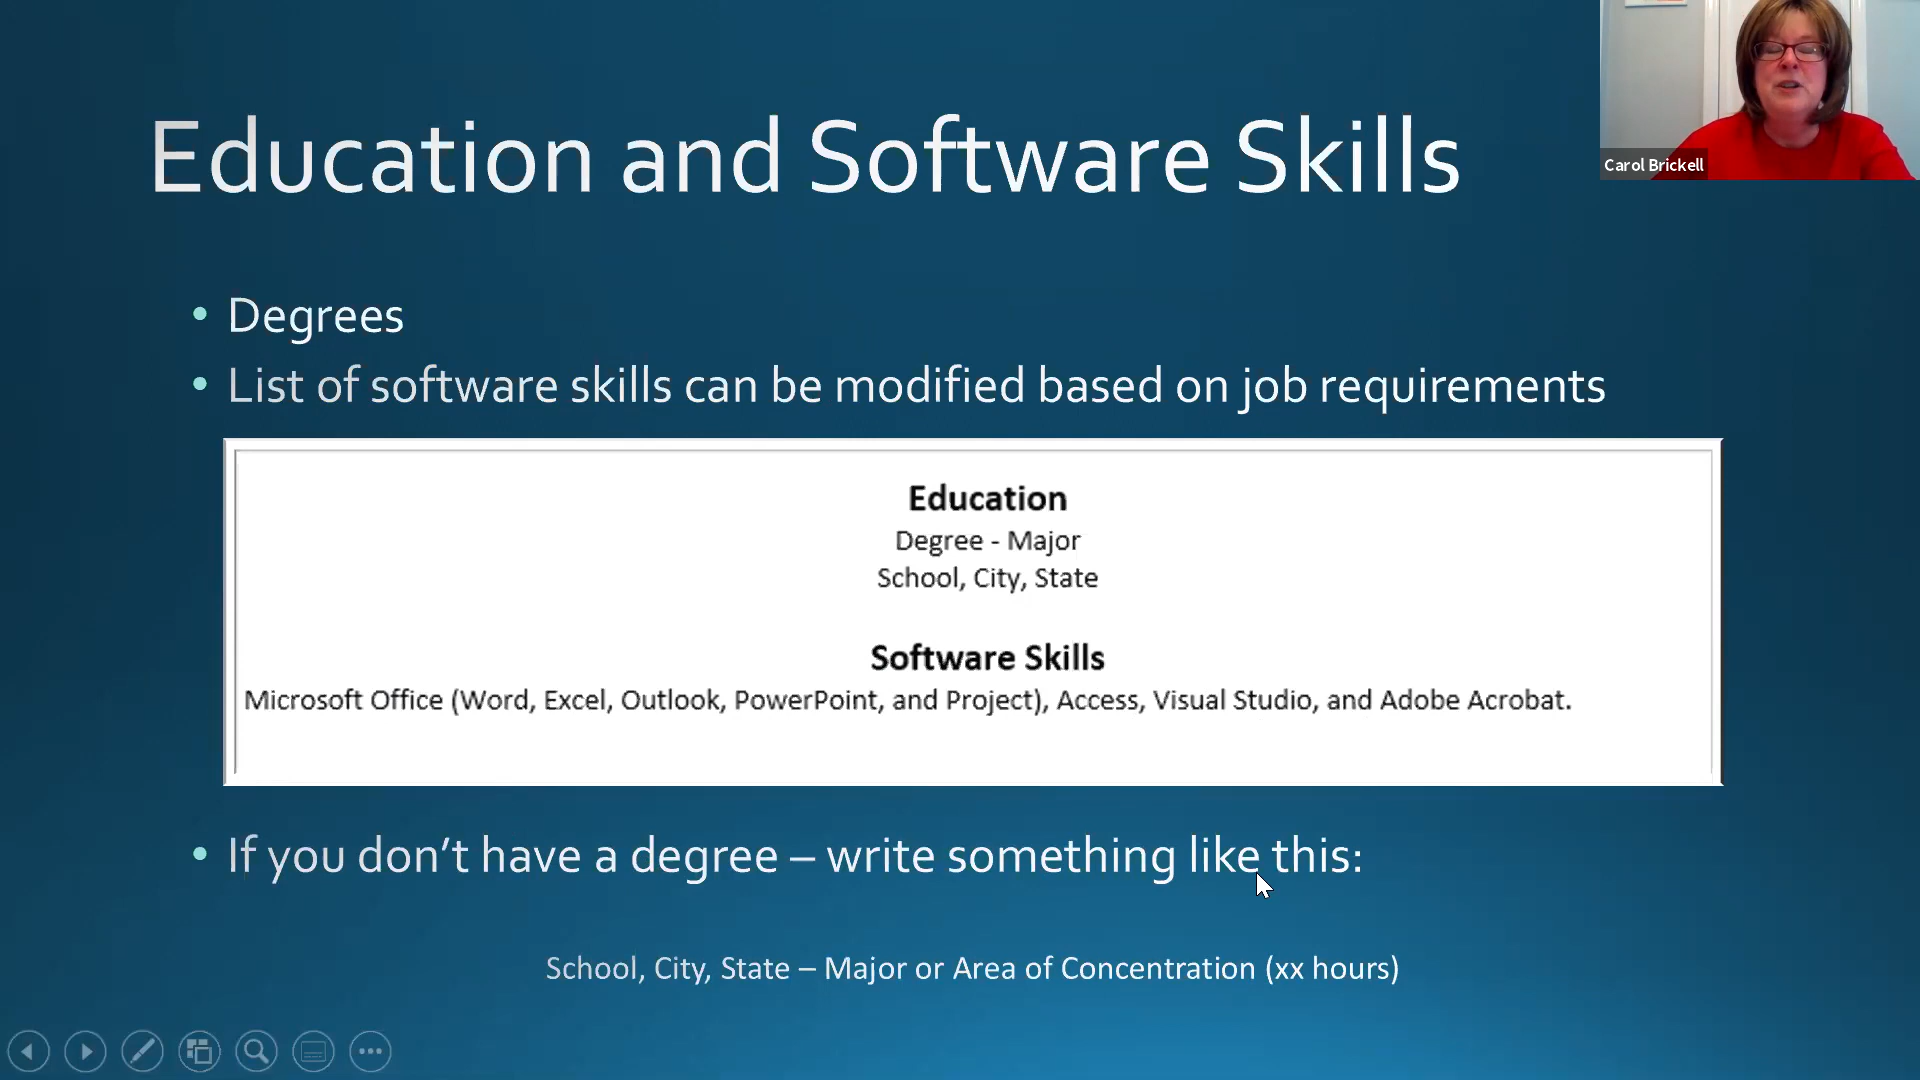 Education and Software Skills
Carol Brickell
• Degrees
• List of software skills can be modified based on job requirements
Education
Degree - Major
School, City, State
Software Skills
Microsoft Office (Word, Excel, Outlook, PowerPoint, and Project), Access, Visual Studio, and Adobe Acrobat.
• If you don’t have a degree – write something like this:
School, City, State – Major or Area of Concentration (xx hours)